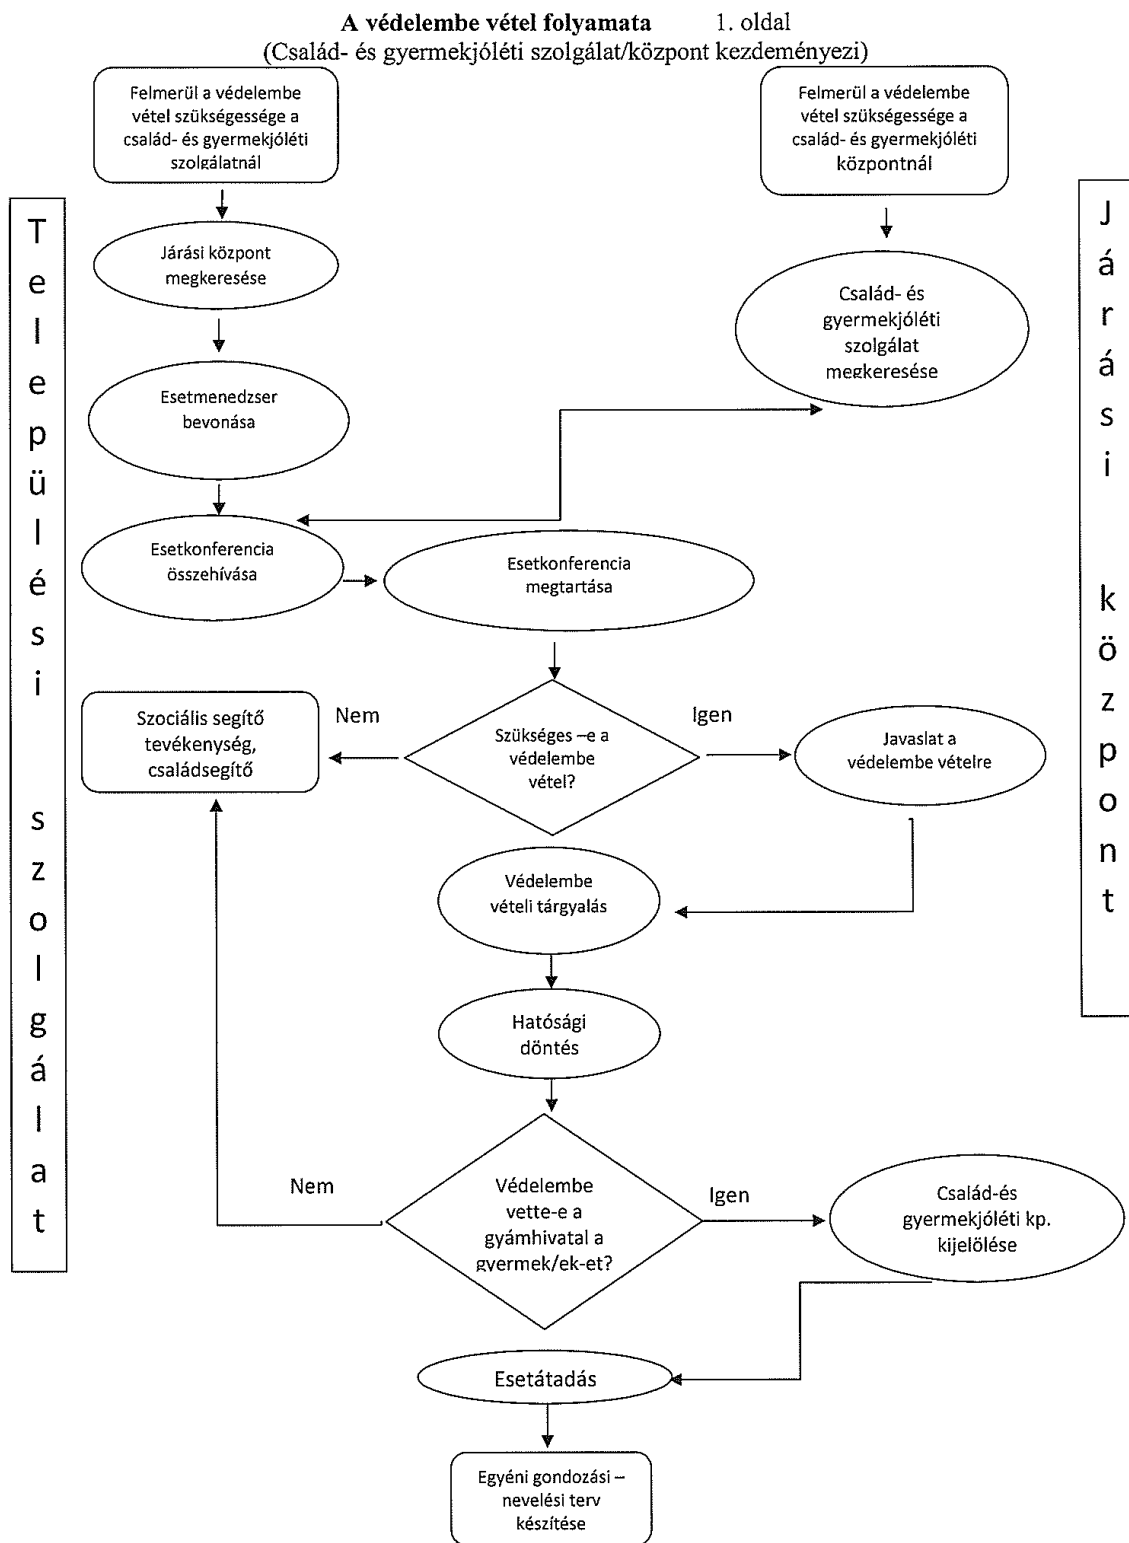 A védelembe vétel folyamata 1. oldal
(Család- és gyermekjóléti szolgálat/központ kezdeményezi)
Felmerül a védelembe
vétel szükségessége a
család- és gyermekjóléti
szolgálatnál
Felmerül a védelembe
vétel szükségessége a
család- és gyermekjóléti
központnál
Települési szolgálat
Járási központ
Járási központ
megkeresése
Család- és
gyermekjóléti
szolgálat
megkeresése
Esetmenedzser
bevonása
Esetkonferencia
összehívása
Esetkonferencia
megtartása
Szociális segítő
tevékenység,
családsegítő
Nem
Szükséges –e a
védelembe
vétel?
Igen
Javaslat a
védelembe vételre
Védelembe
vételi tárgyalás
Hatósági
döntés
Nem
Védelembe
vette-e a
gyámhivatal a
gyermek/ek-et?
Igen
Család-és
gyermekjóléti kp.
kijelölése
Esetátadás
Egyéni gondozási –
nevelési terv
készítése